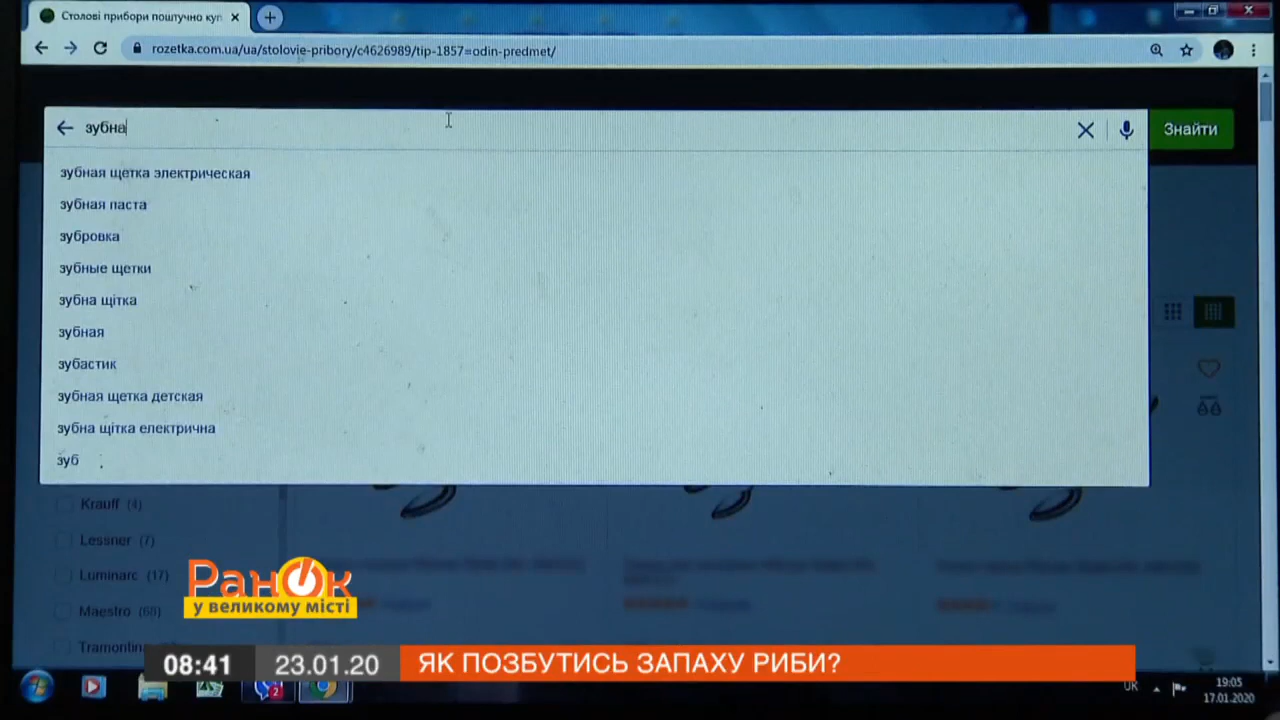 Столові прибори поштучно куп
rozetka.com.ua/ua/stolovie-pribory/c4626989/tip-1857=odin-predmet/
зубна
Знайти
зубная щетка электрическая
зубная паста
зубровка
зубные щетки
зубна щітка
зубная
зубастик
зубная щетка детская
зубна щітка електрична
зуб
Krauff (4)
Lessner (7)
Luminarc (17)
Maestro (68)
Tramontina
Ранок
у великому місті
08:41 23.01.20 ЯК ПОЗБУТИСЬ ЗАПАХУ РИБИ?
2
UK
19:05
17.01.2020